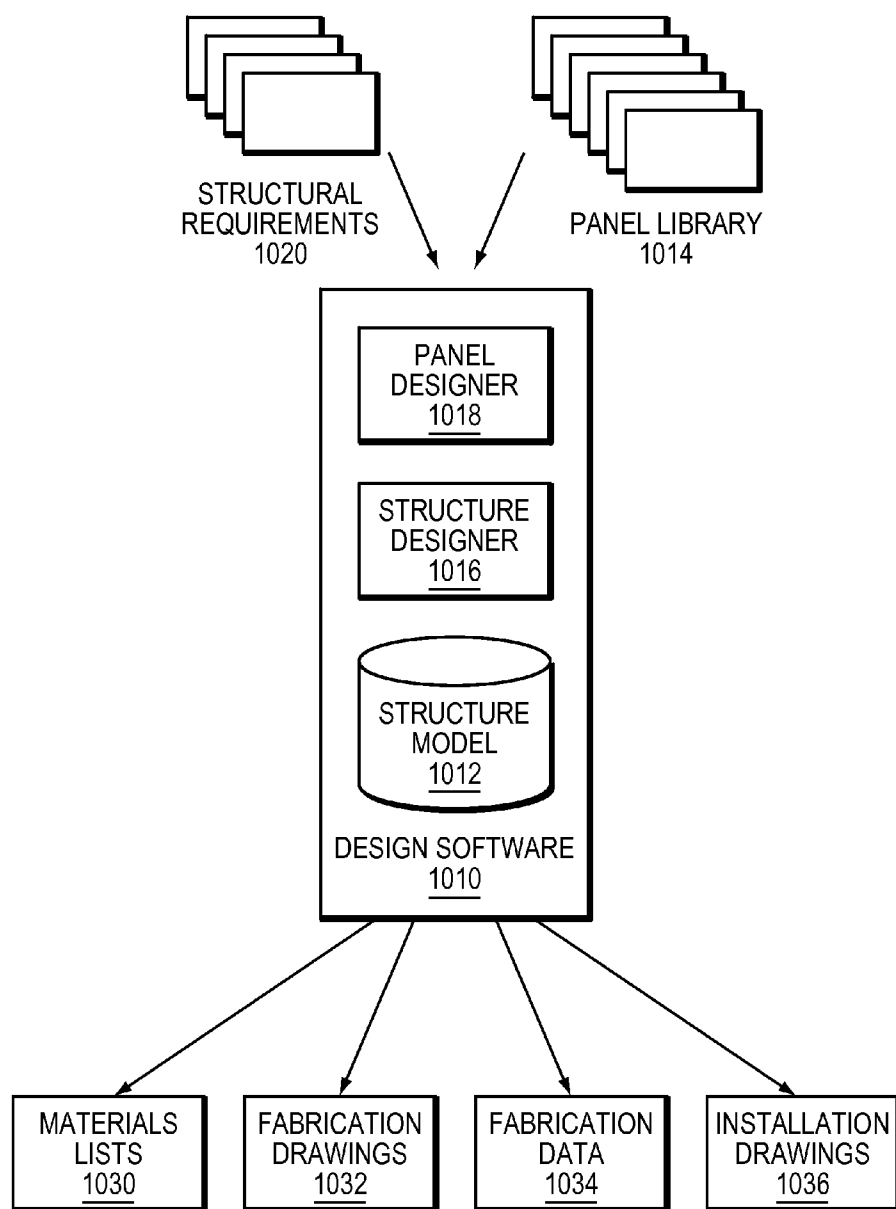 STRUCTURAL
REQUIREMENTS
1020
PANEL LIBRARY
1014
PANEL
DESIGNER
1018
STRUCTURE
DESIGNER
1016
STRUCTURE
MODEL
1012
DESIGN SOFTWARE
1010
MATERIALS
LISTS
1030
FABRICATION
DRAWINGS
1032
FABRICATION
DATA
1034
INSTALLATION
DRAWINGS
1036